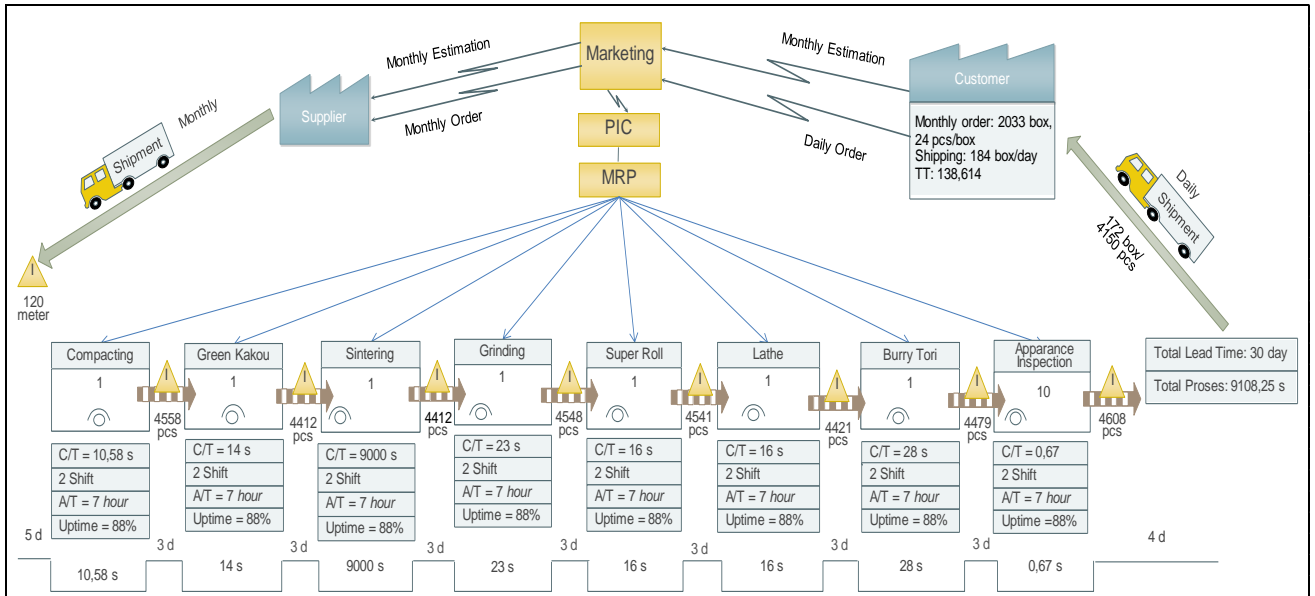 Monthly Estimation
Marketing
Monthly Estimation
Customer
Supplier
Monthly Order
Daily Order
PIC
MRP
Monthly order: 2033 box,
24 pcs/box
Shipping: 184 box/day
TT: 138,614
Monthly
Shipment
Daily
Shipment
172 box/
4150 pcs
I
120
meter
Compacting
1
I
4558
pcs
Green Kakou
1
I
4412
pcs
Sintering
1
I
4412
pcs
Grinding
1
I
4548
pcs
Super Roll
1
I
4541
pcs
Lathe
1
I
4421
pcs
Burry Tori
1
I
4479
pcs
Apparance
Inspection
10
I
4608
pcs
Total Lead Time: 30 day
Total Proses: 9108,25 s
C/T = 10,58 s
2 Shift
A/T = 7 hour
Uptime = 88%
C/T = 14 s
2 Shift
A/T = 7 hour
Uptime = 88%
C/T = 9000 s
2 Shift
A/T = 7 hour
Uptime = 88%
C/T = 23 s
2 Shift
A/T = 7 hour
Uptime = 88%
C/T = 16 s
2 Shift
A/T = 7 hour
Uptime = 88%
C/T = 16 s
2 Shift
A/T = 7 hour
Uptime = 88%
C/T = 28 s
2 Shift
A/T = 7 hour
Uptime = 88%
C/T = 0,67
2 Shift
A/T = 7 hour
Uptime =88%
5 d
3 d
3 d
3 d
3 d
3 d
3 d
3 d
4 d
10,58 s
14 s
9000 s
23 s
16 s
16 s
28 s
0,67 s